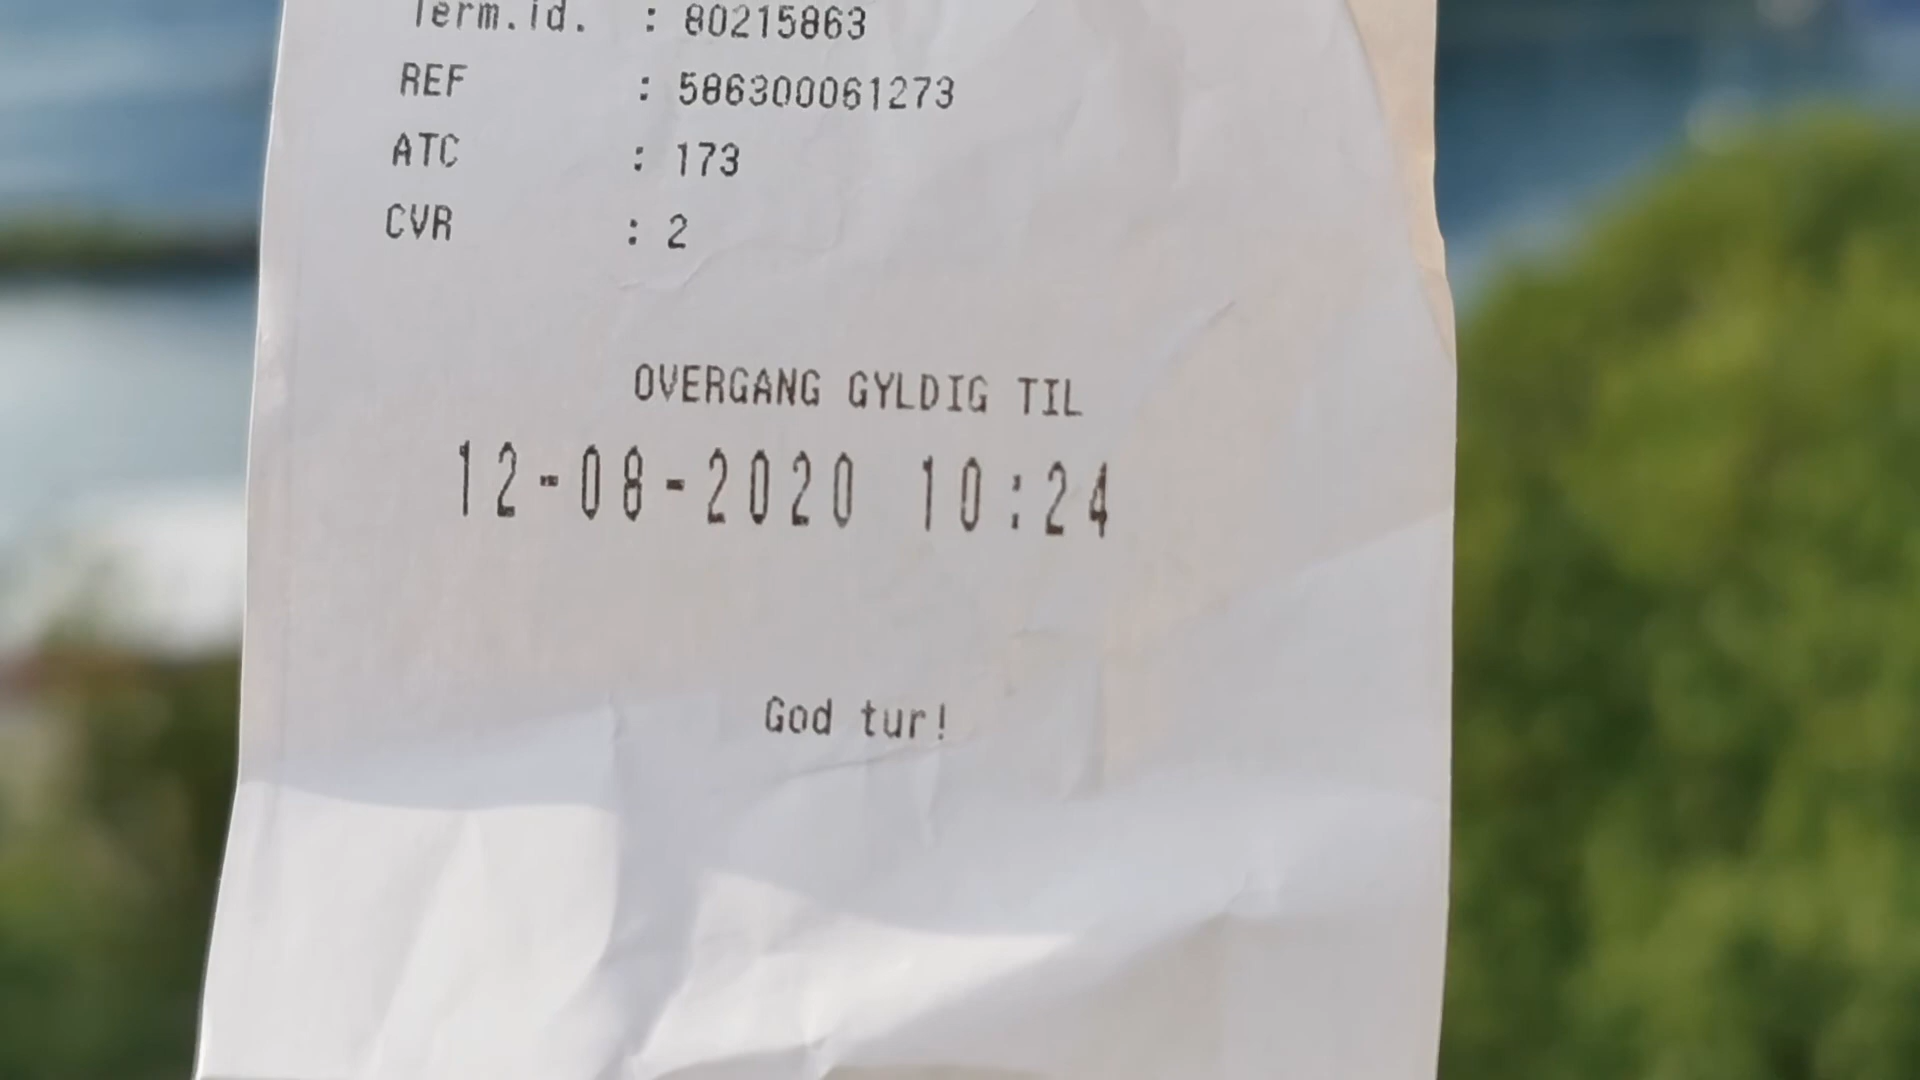 Term.id. : 80215863
REF : 586300061273
ATC : 173
CVR : 2
OVERGANG GYLDIG TIL
12-08-2020 10:24
God tur!